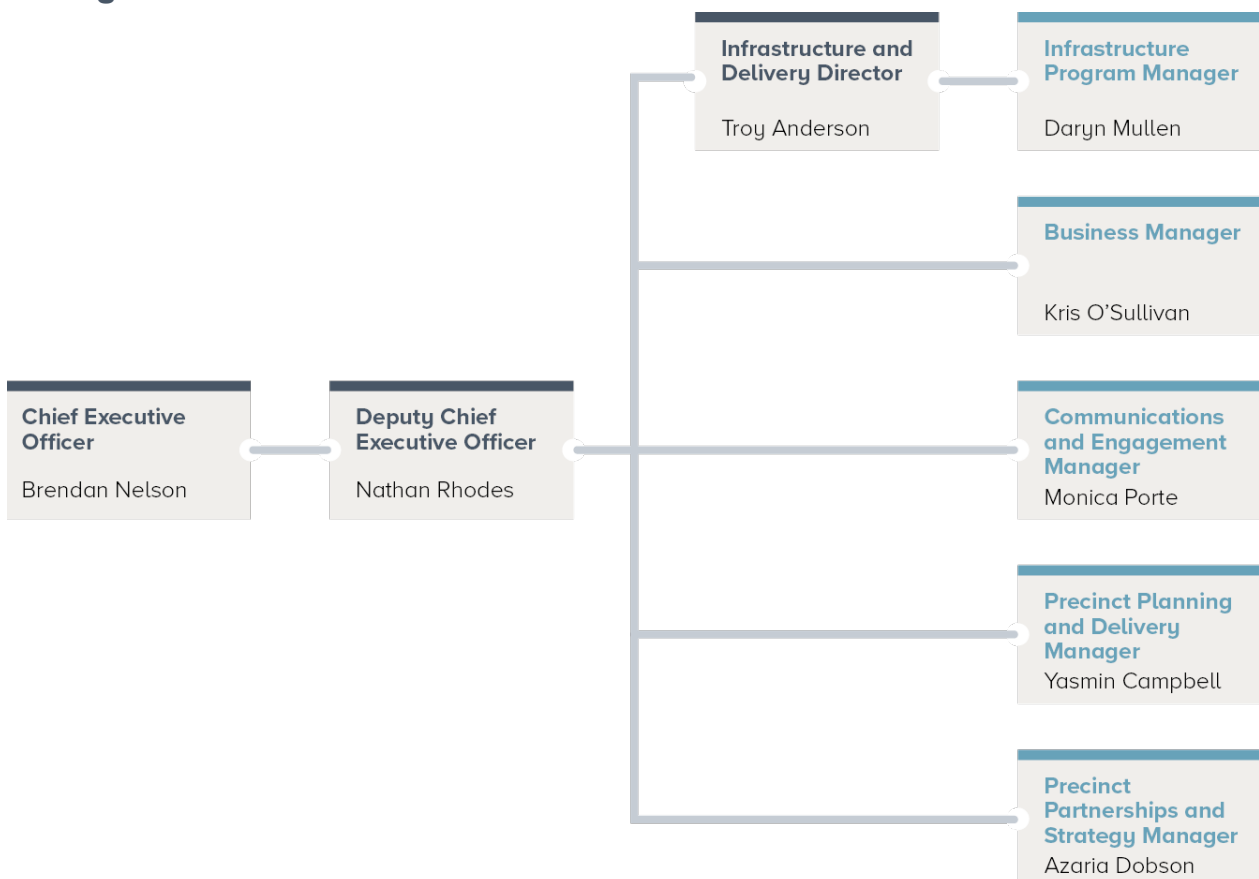 Infrastructure and
Delivery Director
Troy Anderson
Infrastructure
Program Manager
Daryn Mullen
Business Manager
Kris O’Sullivan
Chief Executive
Officer
Brendan Nelson
Deputy Chief
Executive Officer
Nathan Rhodes
Communications
and Engagement
Manager
Monica Porte
Precinct Planning
and Delivery
Manager
Yasmin Campbell
Precinct
Partnerships and
Strategy Manager
Azaria Dobson